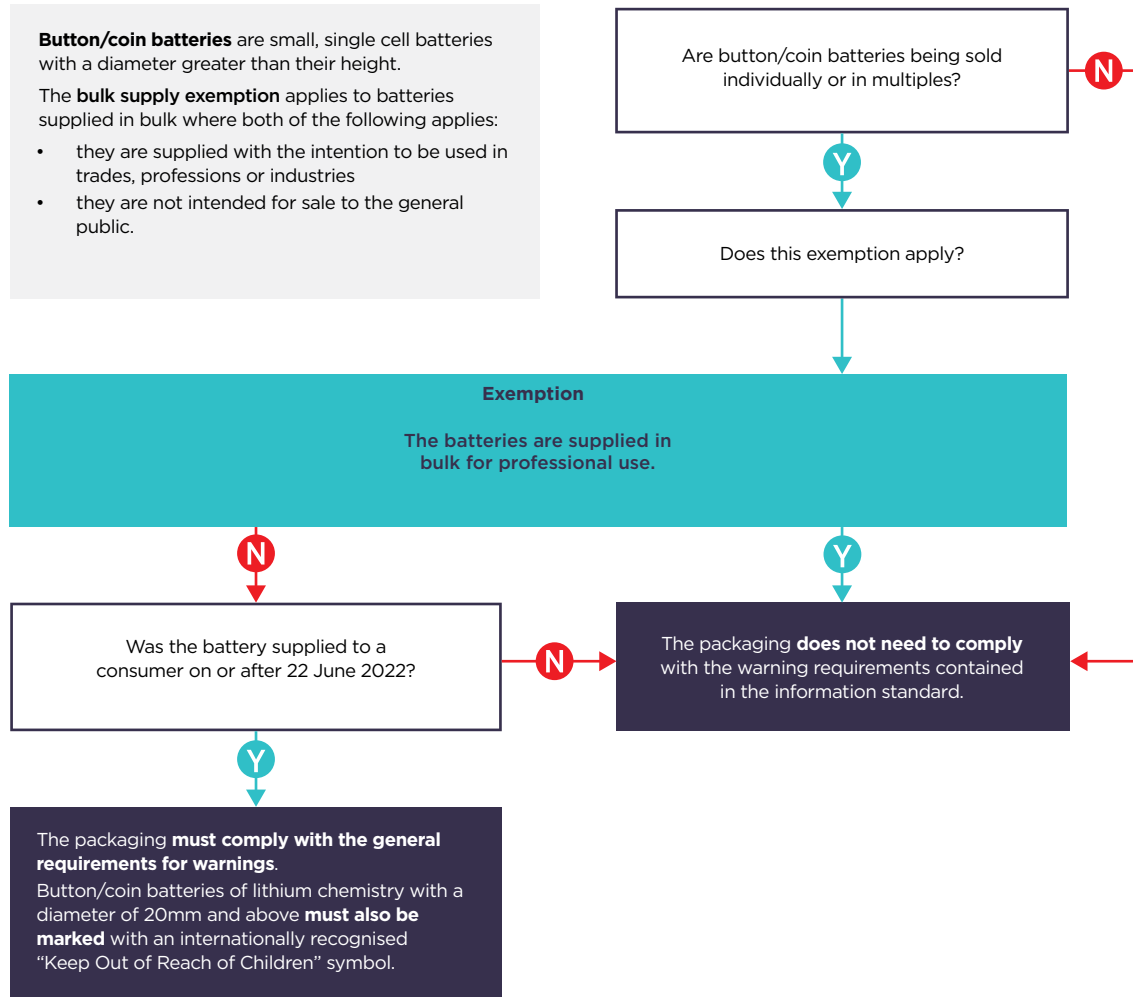 Button/coin batteries are small, single cell batteries
with a diameter greater than their height.
The bulk supply exemption applies to batteries
supplied in bulk where both of the following applies:
• they are supplied with the intention to be used in
trades, professions or industries
• they are not intended for sale to the general
public.
Are button/coin batteries being sold
individually or in multiples?
N
Y
Does this exemption apply?
Exemption
The batteries are supplied in
bulk for professional use.
N
Y
Was the battery supplied to a
consumer on or after 22 June 2022?
N
The packaging does not need to comply
with the warning requirements contained
in the information standard.
Y
The packaging must comply with the general
requirements for warnings.
Button/coin batteries of lithium chemistry with a
diameter of 20mm and above must also be
marked with an internationally recognised
“Keep Out of Reach of Children” symbol.